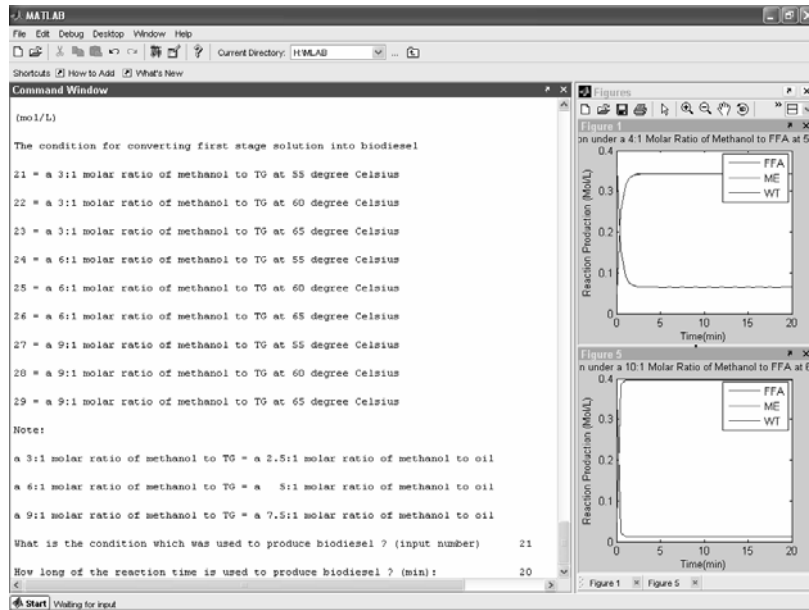 MATLAB
File Edit Debug Desktop Window Help
Current Directory: H:\MLAB
...
Shortcuts How to Add What's New
Command Window
(mol/L)
The condition for converting first stage solution into biodiesel
21 = a 3:1 molar ratio of methanol to TG at 55 degree Celsius
22 = a 3:1 molar ratio of methanol to TG at 60 degree Celsius
23 = a 3:1 molar ratio of methanol to TG at 65 degree Celsius
24 = a 6:1 molar ratio of methanol to TG at 55 degree Celsius
25 = a 6:1 molar ratio of methanol to TG at 60 degree Celsius
26 = a 6:1 molar ratio of methanol to TG at 65 degree Celsius
27 = a 9:1 molar ratio of methanol to TG at 55 degree Celsius
28 = a 9:1 molar ratio of methanol to TG at 60 degree Celsius
29 = a 9:1 molar ratio of methanol to TG at 65 degree Celsius
Note:
a 3:1 molar ratio of methanol to TG = a 2.5:1 molar ratio of methanol to oil
a 6:1 molar ratio of methanol to TG = a 5:1 molar ratio of methanol to oil
a 9:1 molar ratio of methanol to TG = a 7.5:1 molar ratio of methanol to oil
What is the condition which was used to produce biodiesel ? (input number) 21
How long of the reaction time is used to produce biodiesel ? (min): 20
Figures
Figure 1
on under a 4:1 Molar Ratio of Methanol to FFA at 5
Reaction Production (Mol/L)
0.4
0.3
0.2
0.1
0
0 5 10 15 20
Time(min)
FFA
ME
WT
Figure 5
n under a 10:1 Molar Ratio of Methanol to FFA at 6
Reaction Production (Mol/L)
0.4
0.3
0.2
0.1
0
0 5 10 15 20
Time(min)
FFA
ME
WT
Figure 1 Figure 5
Start Waiting for input